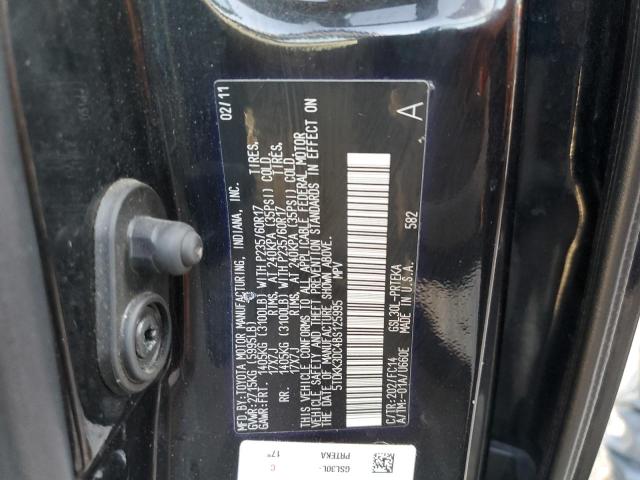 02/11
MFD.BY:TOYOTA MOTOR MANUFACTURING, INDIANA, INC.
GVWR:2715KG (5995LB)
GAWR:FRT. 1405KG (3100LB) WITH P235/60R17 TIRES,
17X7J RIMS, AT 240KPA (35PSI) COLD.
RR. 1405KG (3100LB) WITH P235/60R17 TIRES,
17X7J RIMS, AT 240KPA (35PSI) COLD.
THIS VEHICLE CONFORMS TO ALL APPLICABLE FEDERAL MOTOR
VEHICLE SAFETY AND THEFT PREVENTION STANDARDS IN EFFECT ON
THE DATE OF MANUFACTURE SHOWN ABOVE.
5TDKK3DC4BS125995 MPV
A
582
C/TR:202/FC14 GSL30L-PRTEKA
A/TM:-C1A/U660E MADE IN U.S.A.
GSL30L-
PRTEKA
C
17"